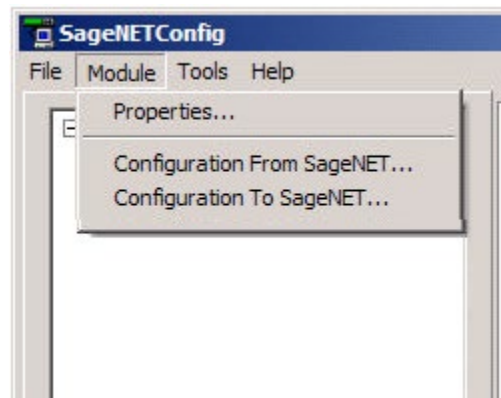 SageNETConfig
File Module Tools Help
Properties...
Configuration From SageNET...
Configuration To SageNET...